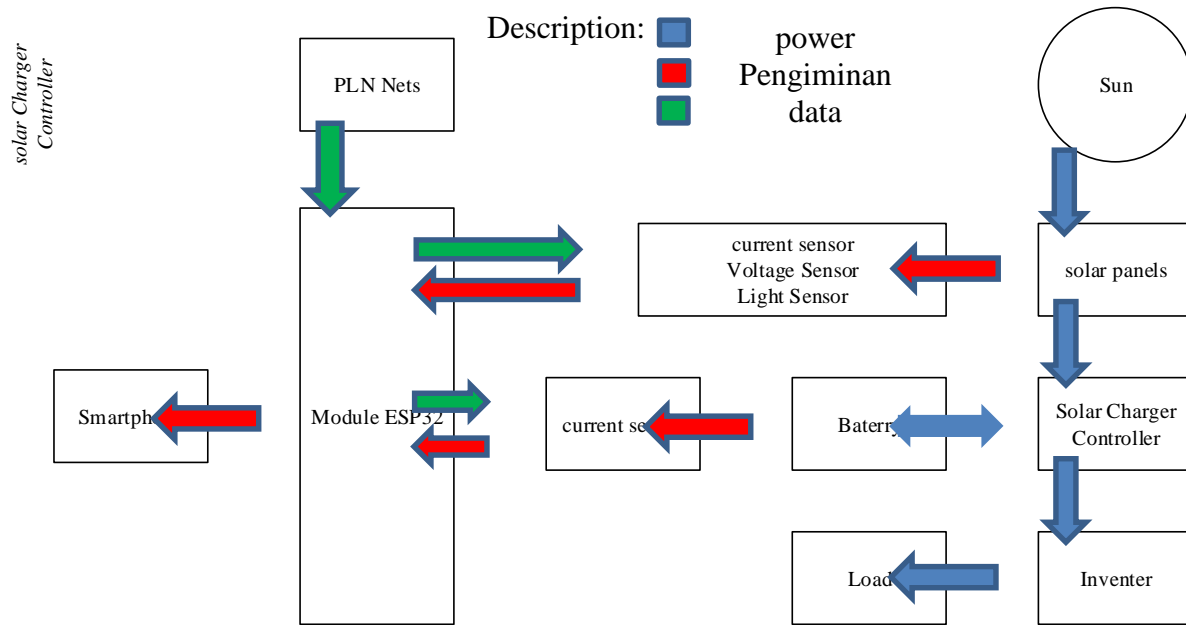 solar Charger
Controller
PLN Nets
Description:
power
Pengiminan
data
Sun
current sensor
Voltage Sensor
Light Sensor
solar panels
Smartph
Module ESP32
current se
Baterry
Solar Charger
Controller
Load
Inventer